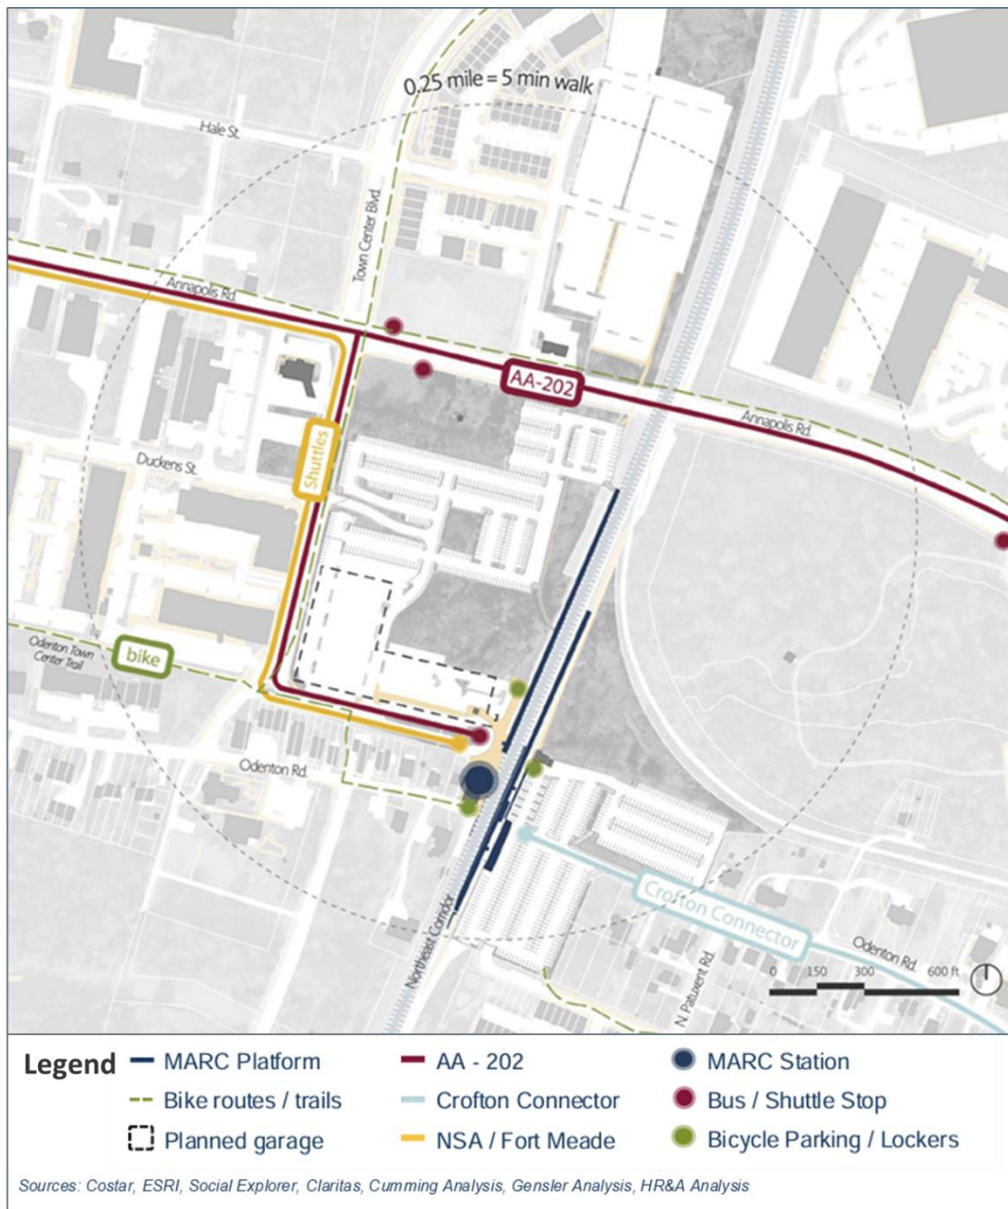 0.25 mile = 5 min walk
Hale St.
Town Center Blvd.
Annapolis Rd.
AA-202
Annapolis Rd.
Shuttles
Duckens St.
Odenton Town
Center Trail
bike
Odenton Rd.
Crofton Connector
Northeast Corridor
Odenton Rd.
N. Patuxent Rd.
0 150 300 600 ft
Legend
MARC Platform
AA - 202
MARC Station
Bike routes / trails
Crofton Connector
Bus / Shuttle Stop
Planned garage
NSA / Fort Meade
Bicycle Parking / Lockers
Sources: Costar, ESRI, Social Explorer, Claritas, Cumming Analysis, Gensler Analysis, HR&A Analysis